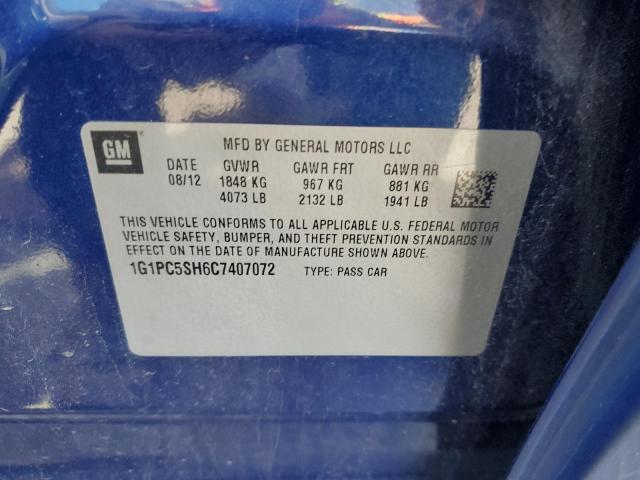 GM
MFD BY GENERAL MOTORS LLC
DATE GVWR GAWR FRT GAWR RR
08/12 1848 KG 967 KG 881 KG
4073 LB 2132 LB 1941 LB
THIS VEHICLE CONFORMS TO ALL APPLICABLE U.S. FEDERAL MOTOR
VEHICLE SAFETY, BUMPER, AND THEFT PREVENTION STANDARDS IN
EFFECT ON THE DATE OF MANUFACTURE SHOWN ABOVE.
1G1PC5SH6C7407072 TYPE: PASS CAR